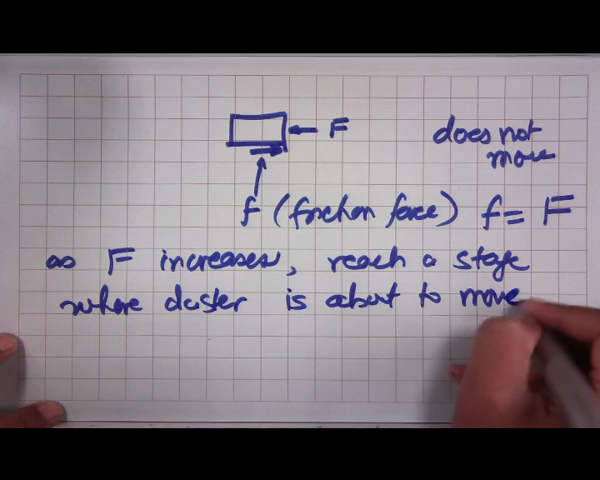 F
does not
move
f (friction force) f = F
as F increases, reach a stage
where duster is about to move